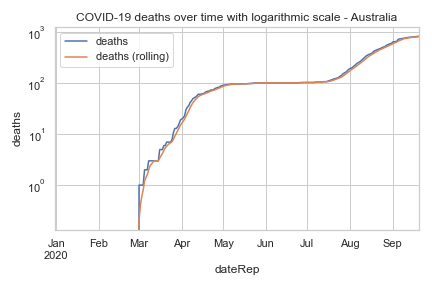 COVID-19 deaths over time with logarithmic scale - Australia
deaths
deaths (rolling)
10³
10²
10¹
10⁰
deaths
Jan Feb Mar Apr May Jun Jul Aug Sep
2020
dateRep